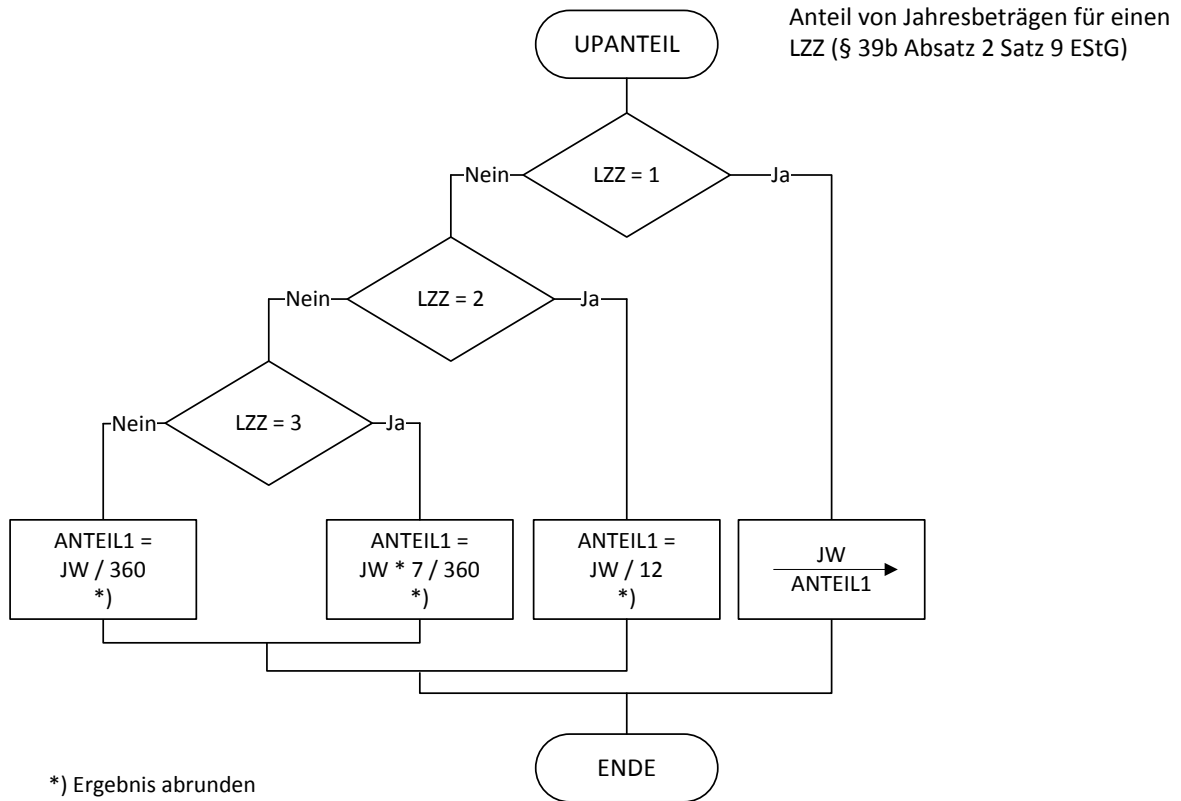 Anteil von Jahresbeträgen für einen
LZZ (§ 39b Absatz 2 Satz 9 EStG)
UPANTEIL
Nein
LZZ = 1
Ja
Nein
LZZ = 2
Ja
Nein
LZZ = 3
Ja
ANTEIL1 =
JW / 360
*)
ANTEIL1 =
JW * 7 / 360
*)
ANTEIL1 =
JW / 12
*)
JW
ANTEIL1
ENDE
*) Ergebnis abrunden